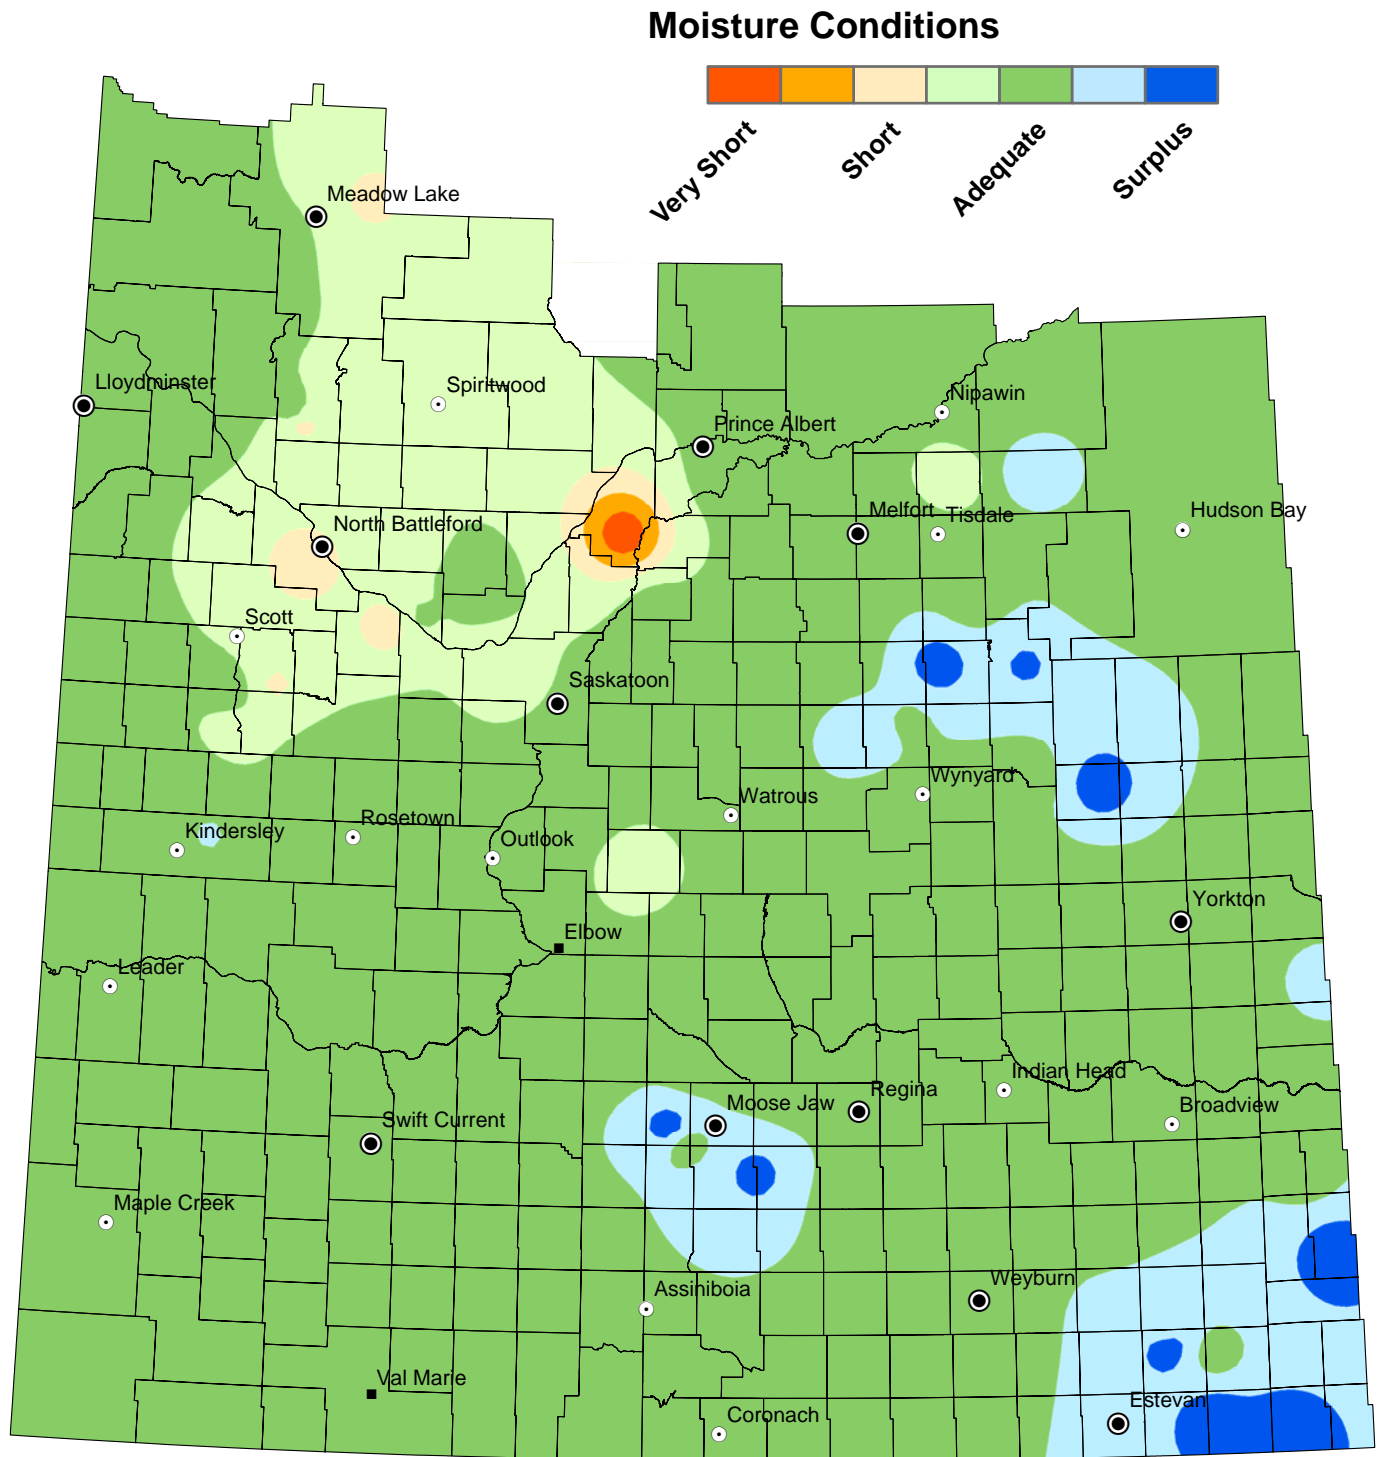 Moisture Conditions
Very Short
Short
Adequate
Surplus
Meadow Lake
Lloydminster
Spiritwood
Nipawin
Prince Albert
Melfort
Tisdale
Hudson Bay
North Battleford
Scott
Saskatoon
Wynyard
Watrous
Rosetown
Kindersley
Outlook
Yorkton
Elbow
Leader
Indian Head
Regina
Moose Jaw
Broadview
Swift Current
Maple Creek
Weyburn
Assiniboia
Val Marie
Estevan
Coronach